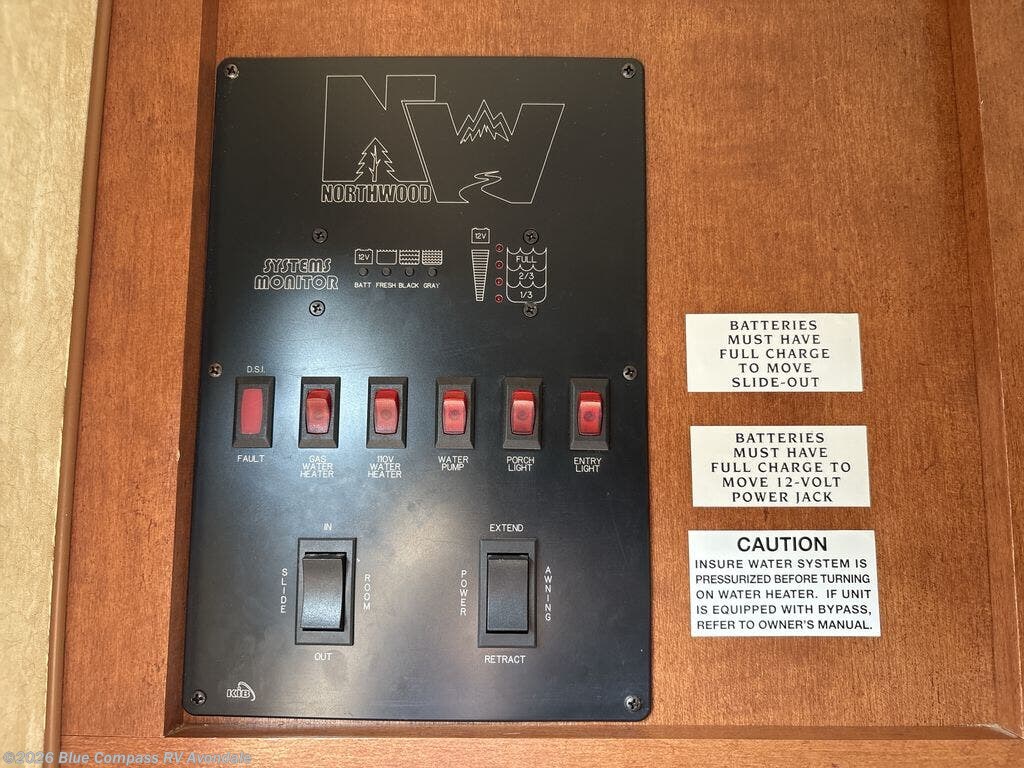 NW
NORTHWOOD
SYSTEMS
MONITOR
12V
BATT FRESH BLACK GRAY
12V
FULL
2/3
1/3
D.S.I.
FAULT
GAS
WATER
HEATER
110V
WATER
HEATER
WATER
PUMP
PORCH
LIGHT
ENTRY
LIGHT
IN
SLIDE
ROOM
OUT
EXTEND
POWER
AWNING
RETRACT
KIB
BATTERIES
MUST HAVE
FULL CHARGE
TO MOVE
SLIDE-OUT
BATTERIES
MUST HAVE
FULL CHARGE TO
MOVE 12-VOLT
POWER JACK
CAUTION
INSURE WATER SYSTEM IS
PRESSURIZED BEFORE TURNING
ON WATER HEATER. IF UNIT
IS EQUIPPED WITH BYPASS,
REFER TO OWNER'S MANUAL.
©2026 Blue Compass RV Avondale